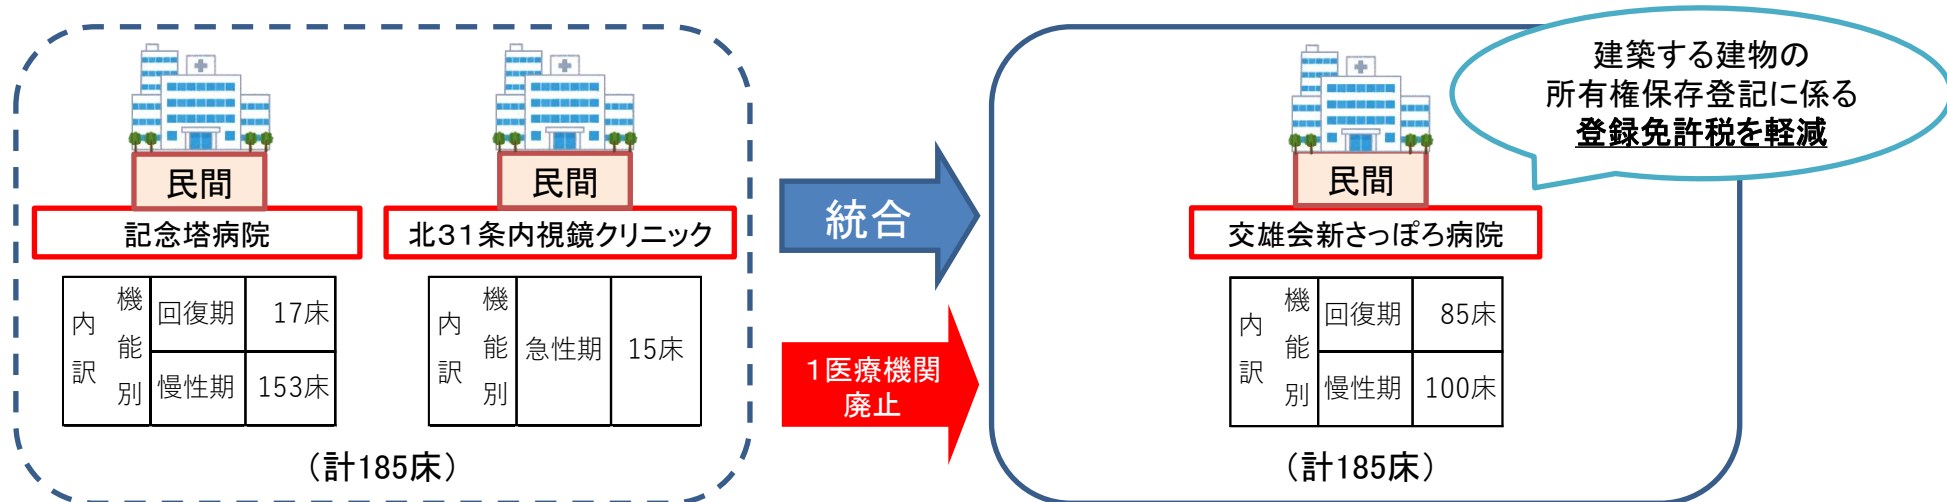 民間
記念塔病院
内訳
機能別
回復期 17床
慢性期 153床
民間
北31条内視鏡クリニック
内訳
機能別
急性期 15床
（計185床）
統合
1医療機関
廃止
建築する建物の
所有権保存登記に係る
登録免許税を軽減
民間
交雄会新さっぽろ病院
内訳
機能別
回復期 85床
慢性期 100床
（計185床）